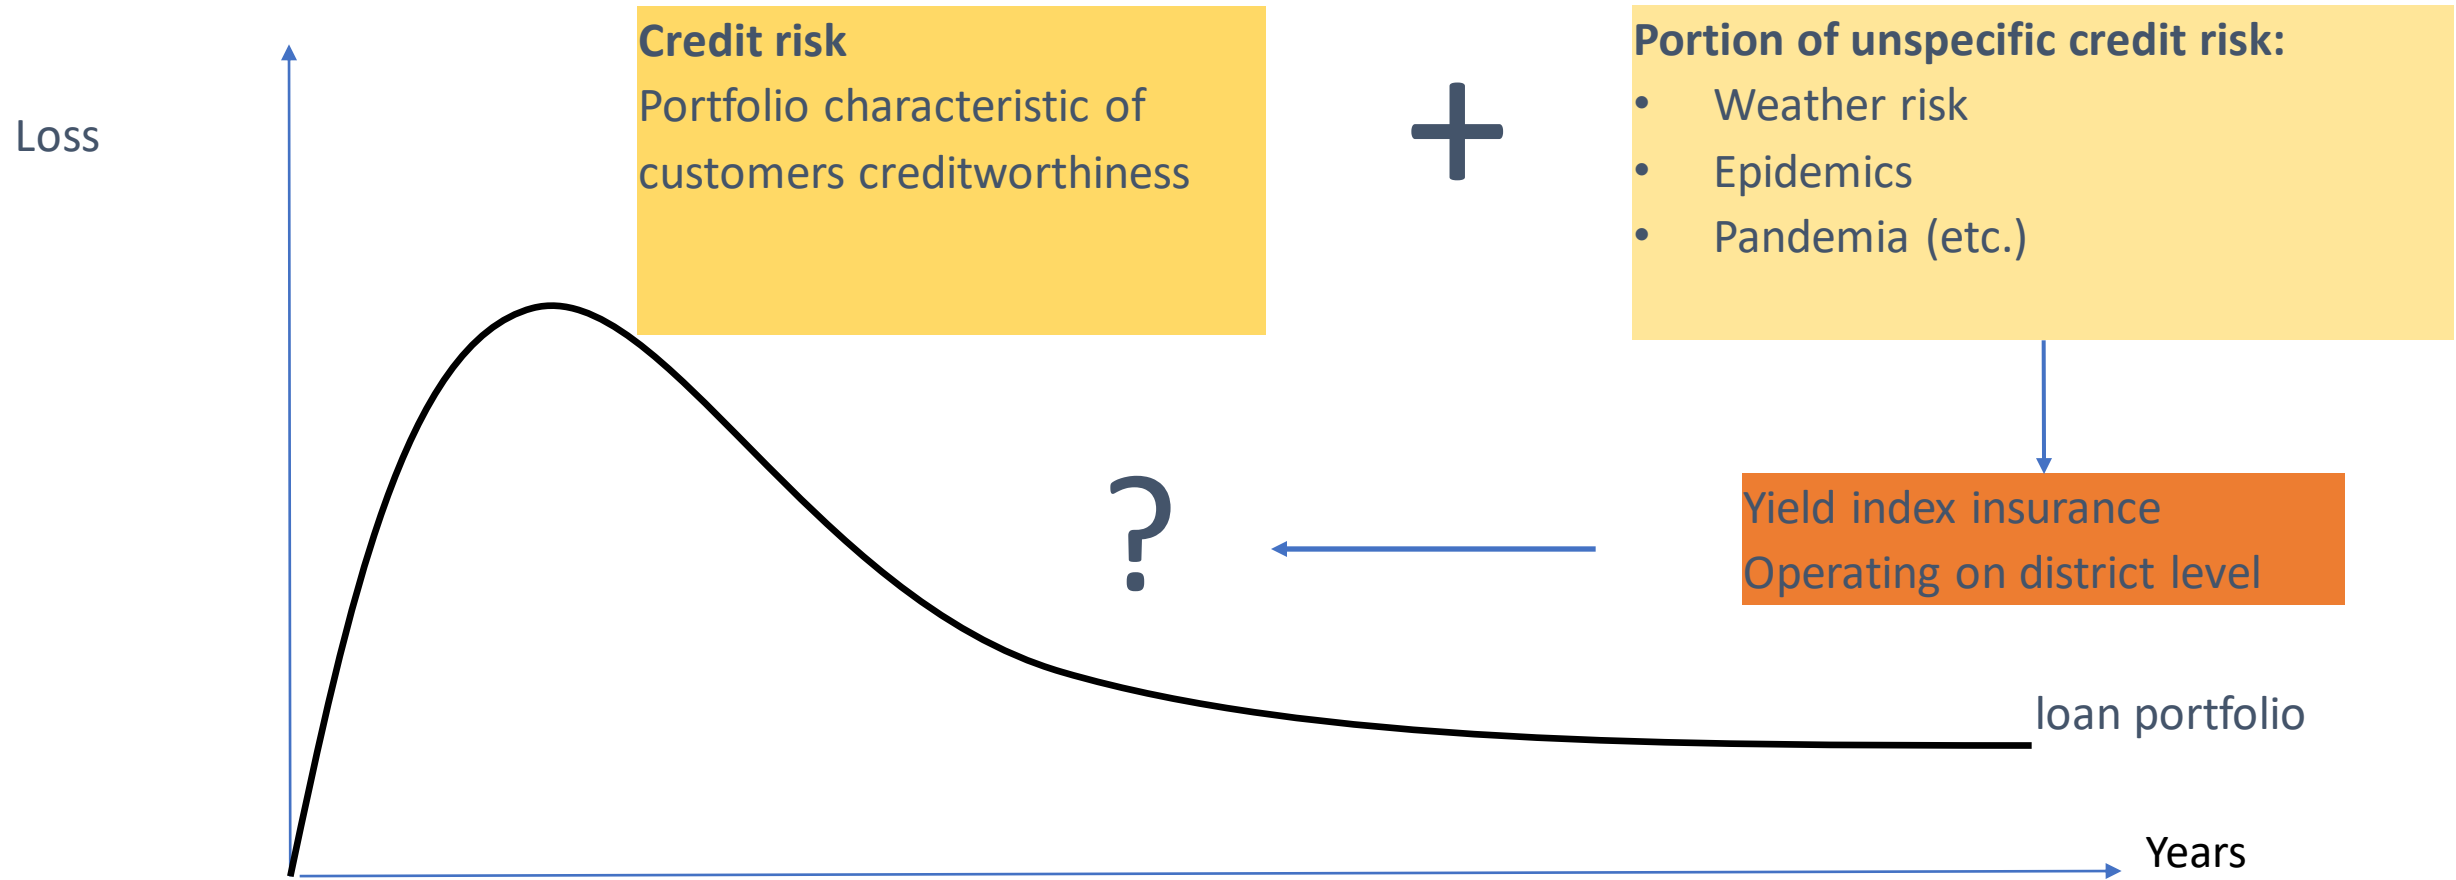 Loss
Credit risk
Portfolio characteristic of
customers creditworthiness
+
Portion of unspecific credit risk:
• Weather risk
• Epidemics
• Pandemia (etc.)
?
Yield index insurance
Operating on district level
loan portfolio
Years